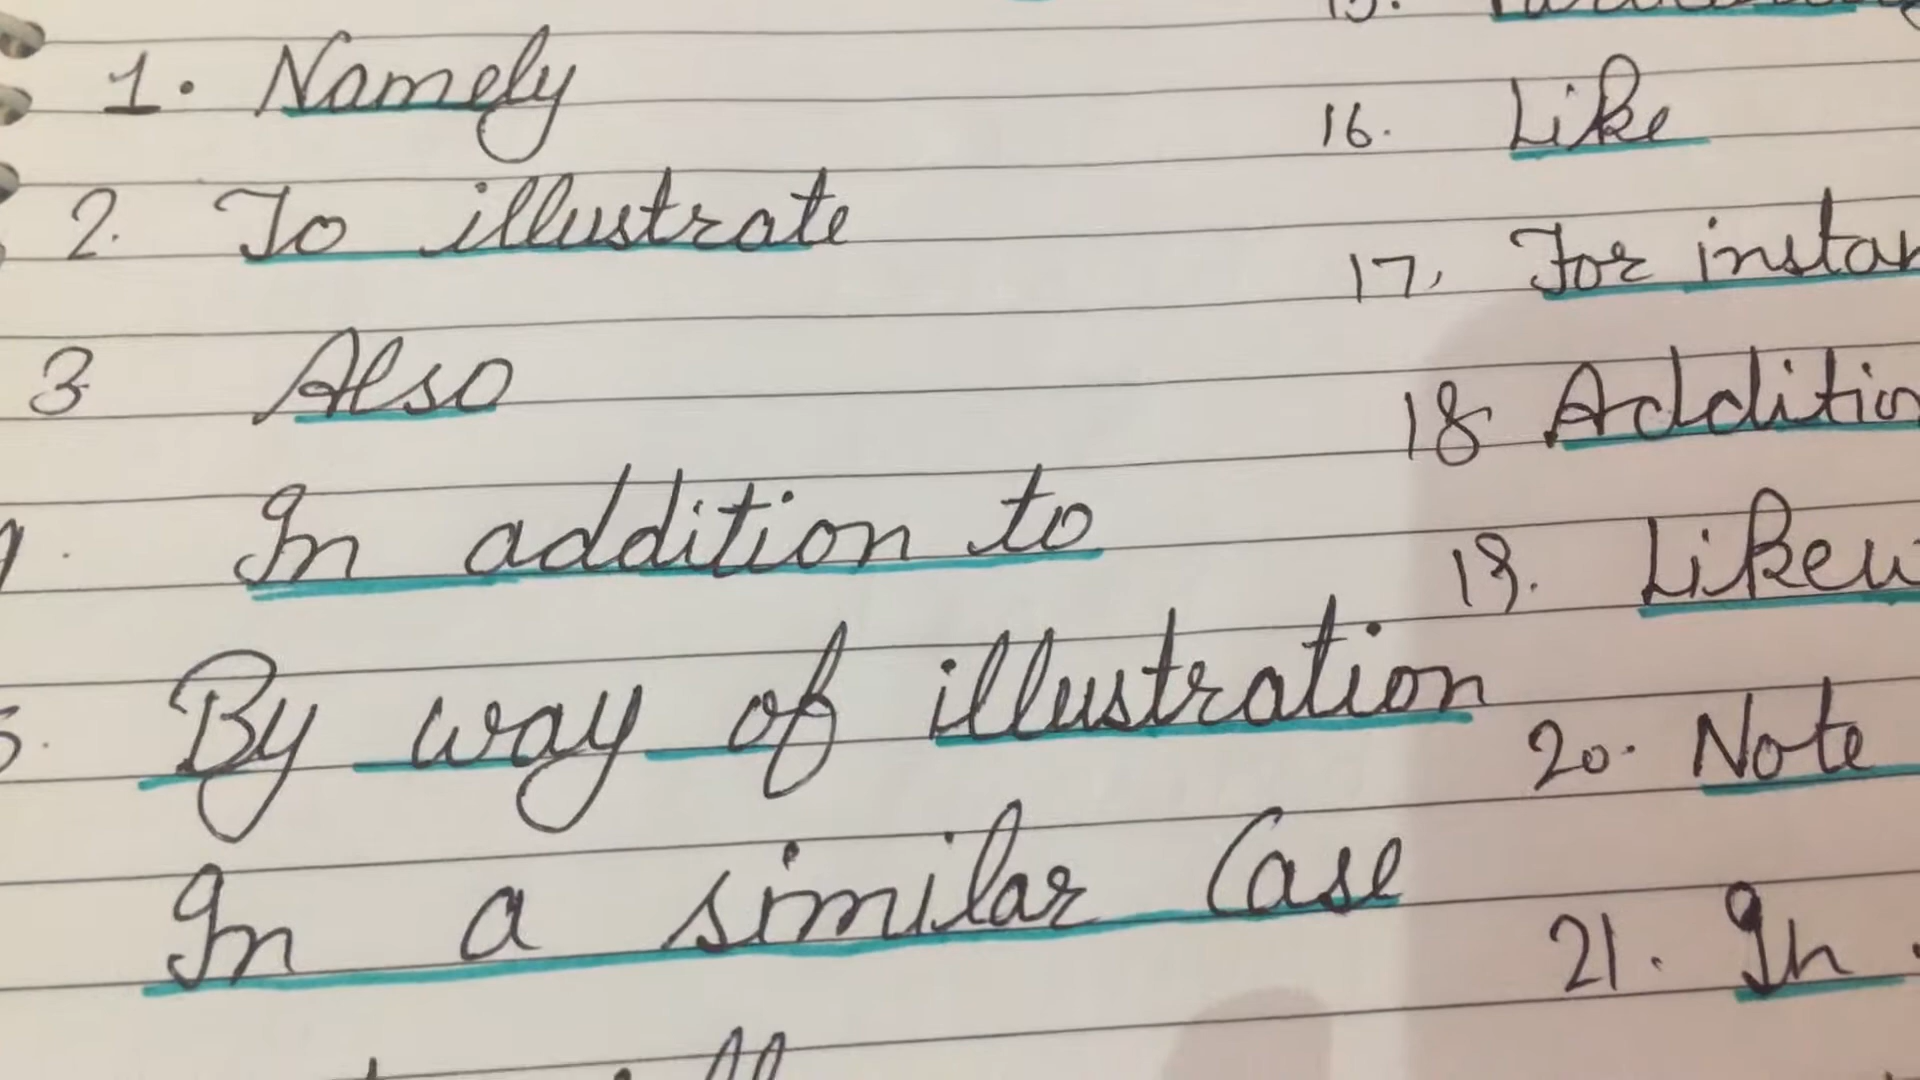 1. Namely
2. To illustrate
3 Also
In addition to
By way of illustration
In a similar Case
16. Like
17. For instan
18 Addition
19. Likew
20. Note
21. In